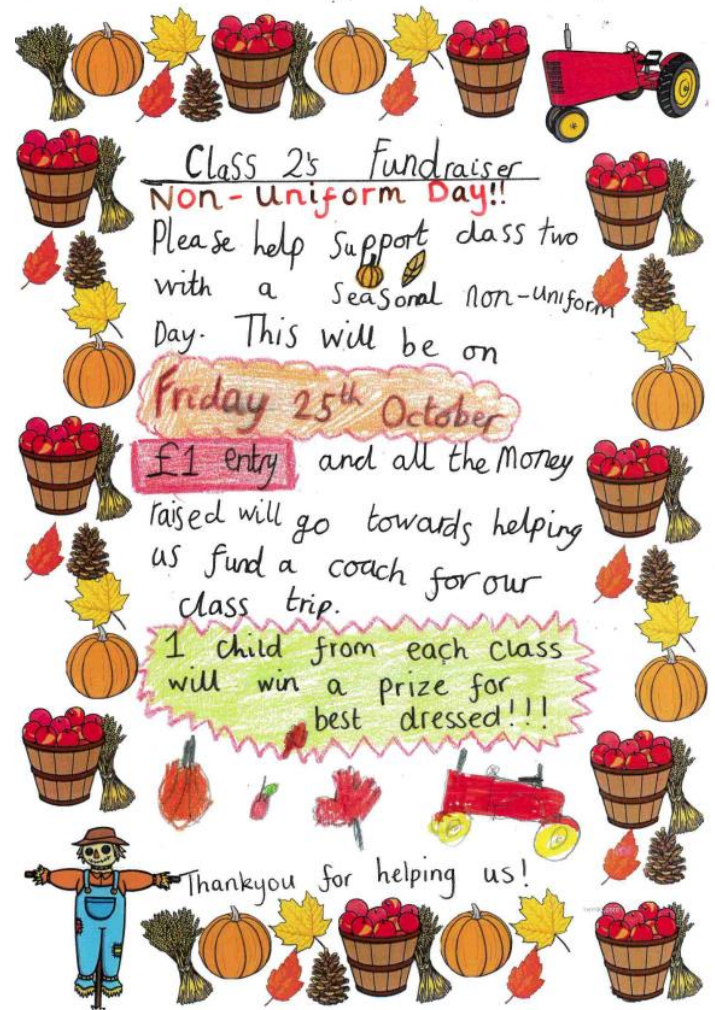 Class 2's Fundraiser
Non-Uniform Day!!
Please help support class two
with a seasonal non-uniform
Day. This will be on
Friday 25th October
£1 entry and all the Money
raised will go towards helping
us fund a coach for our
class trip.
1 child from each class
will win a prize for
best dressed!!!
Thankyou for helping us!